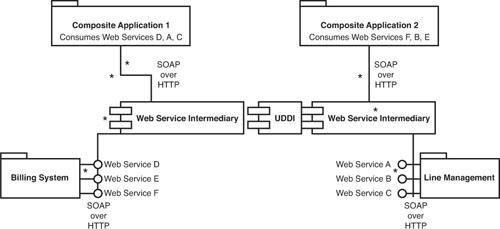 Composite Application 1
Consumes Web Services D, A, C
Composite Application 2
Consumes Web Services F, B, E
*
*
SOAP
over
HTTP
*
SOAP
over
HTTP
*
Web Service Intermediary
UDDI
*
Web Service Intermediary
Billing System
*
Web Service D
Web Service E
Web Service F
SOAP
over
HTTP
Web Service A
Web Service B
Web Service C
*
Line Management
SOAP
over
HTTP